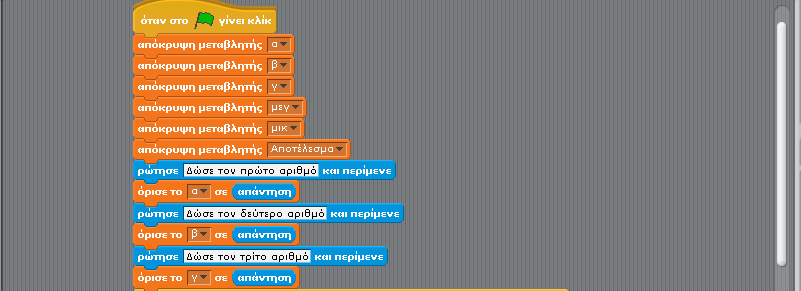 όταν στο γίνει κλικ
απόκρυψη μεταβλητής α
απόκρυψη μεταβλητής β
απόκρυψη μεταβλητής γ
απόκρυψη μεταβλητής μεγ
απόκρυψη μεταβλητής μικ
απόκρυψη μεταβλητής Αποτέλεσμα
ρώτησε Δώσε τον πρώτο αριθμό και περίμενε
όρισε το α σε απάντηση
ρώτησε Δώσε τον δεύτερο αριθμό και περίμενε
όρισε το β σε απάντηση
ρώτησε Δώσε τον τρίτο αριθμό και περίμενε
όρισε το γ σε απάντηση